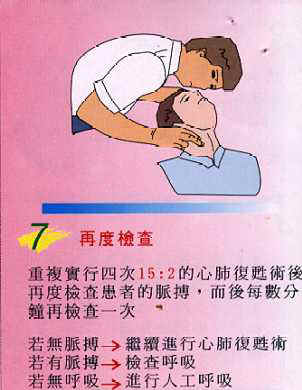 7 再度檢查
重複實行四次15:2的心肺復甦術後
再度檢查患者的脈搏，而後每數分
鐘再檢查一次
若無脈搏→繼續進行心肺復甦術
若有脈搏→檢查呼吸
若無呼吸→進行人工呼吸